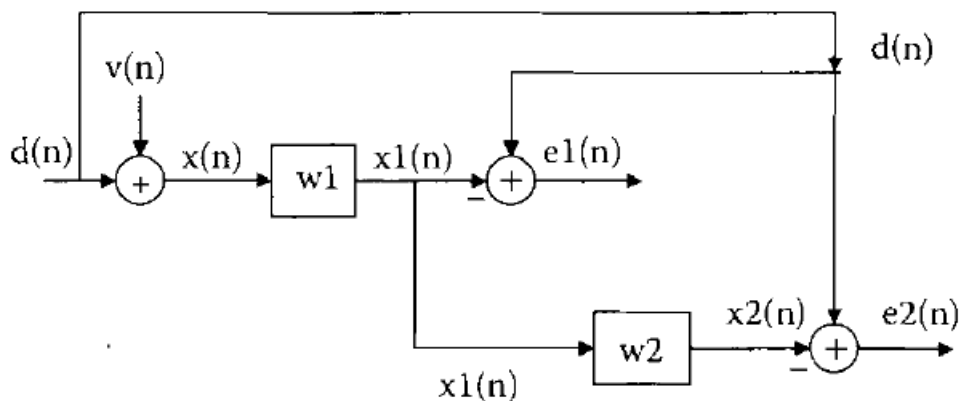 d(n)
v(n)
d(n)
x(n)
x1(n)
e1(n)
+
w1
+
−
x2(n)
e2(n)
w2
+
−
x1(n)